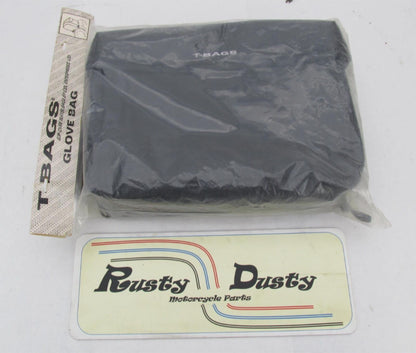 T-BAGS
T-BAGS®
GLOVE BAG
Rusty Dusty
Motorcycle Parts